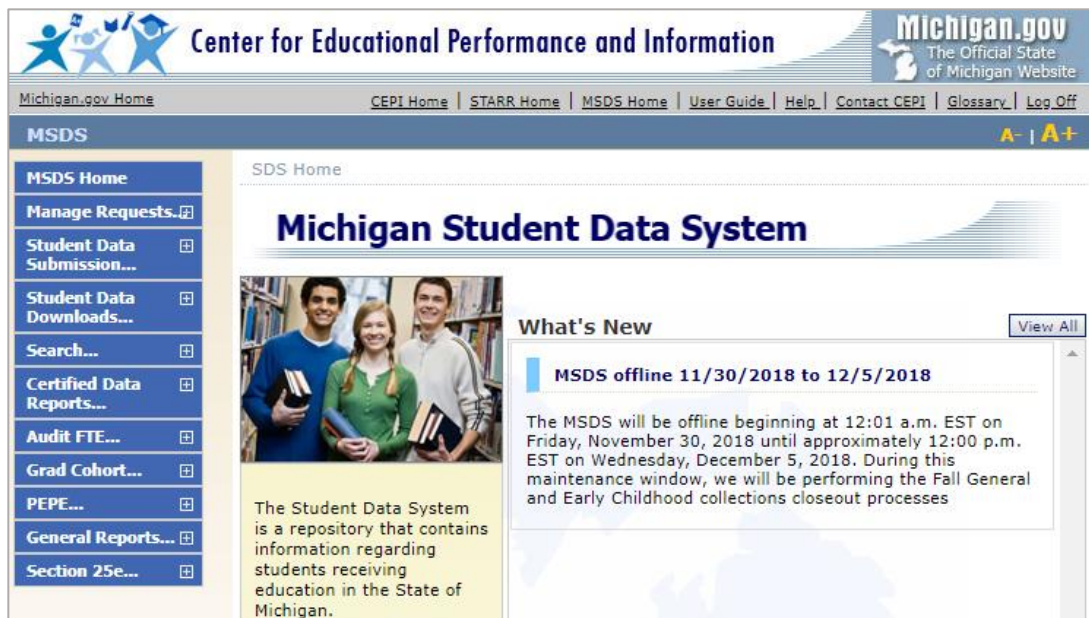 Center for Educational Performance and Information
Michigan.gov
The Official State
of Michigan Website
Michigan.gov Home
CEPI Home | STARR Home | MSDS Home | User Guide | Help | Contact CEPI | Glossary | Log Off
MSDS
A- | A+
MSDS Home
Manage Requests...
Student Data
Submission...
Student Data
Downloads...
Search...
Certified Data
Reports...
Audit FTE...
Grad Cohort...
PEPE...
General Reports...
Section 25e...
SDS Home
Michigan Student Data System
The Student Data System
is a repository that contains
information regarding
students receiving
education in the State of
Michigan.
What's New
View All
MSDS offline 11/30/2018 to 12/5/2018
The MSDS will be offline beginning at 12:01 a.m. EST on
Friday, November 30, 2018 until approximately 12:00 p.m.
EST on Wednesday, December 5, 2018. During this
maintenance window, we will be performing the Fall General
and Early Childhood collections closeout processes